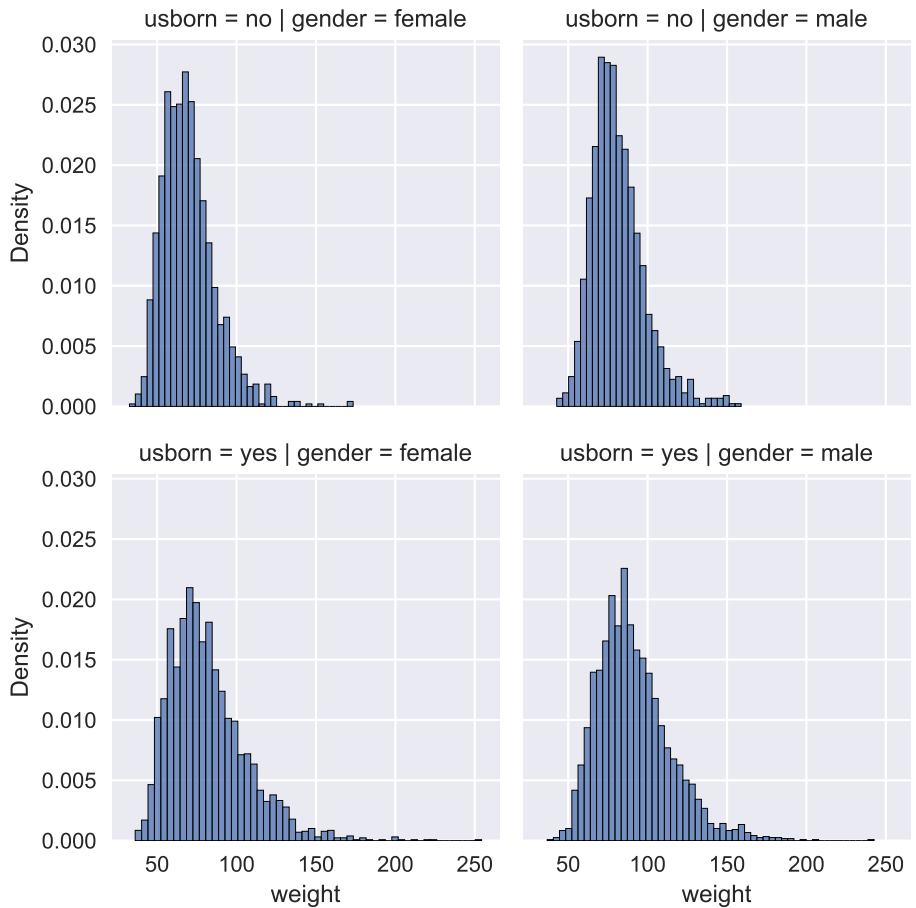 usborn = no | gender = female
usborn = no | gender = male
0.030
0.025
0.020
0.015
0.010
0.005
0.000
Density
usborn = yes | gender = female
usborn = yes | gender = male
0.030
0.025
0.020
0.015
0.010
0.005
0.000
Density
50 100 150 200 250
50 100 150 200 250
weight
weight